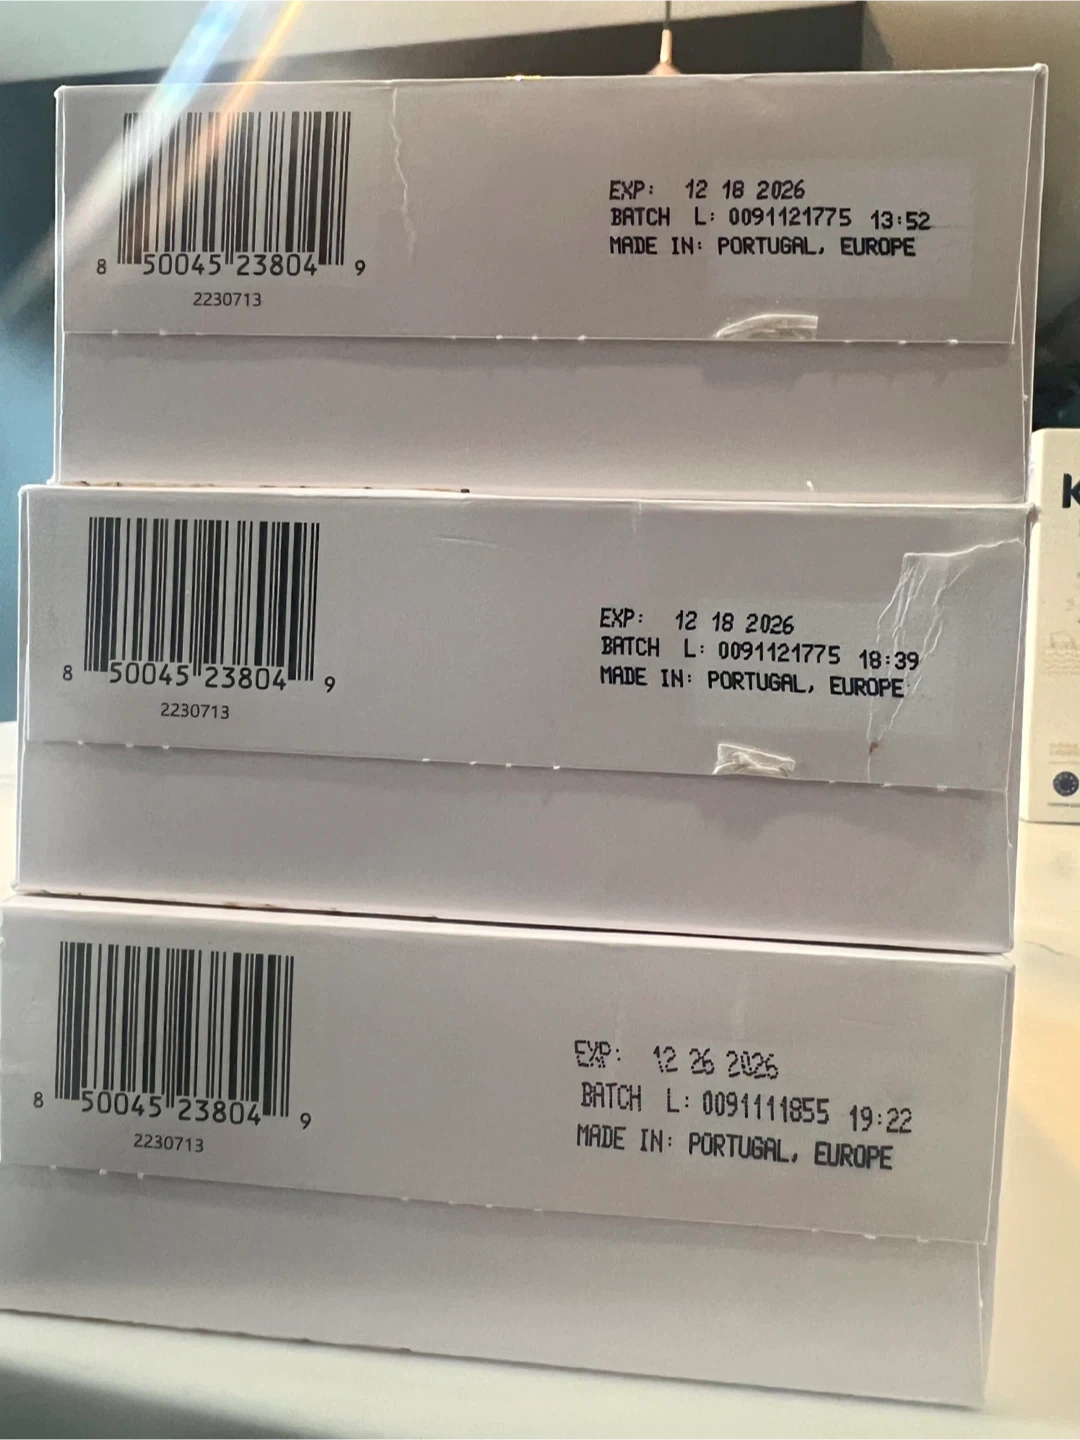 8 50045 23804 9
2230713
EXP: 12 18 2026
BATCH L: 0091121775 13:52
MADE IN: PORTUGAL, EUROPE
8 50045 23804 9
2230713
EXP: 12 18 2026
BATCH L: 0091121775 18:39
MADE IN: PORTUGAL, EUROPE
8 50045 23804 9
2230713
EXP: 12 26 2026
BATCH L: 0091111855 19:22
MADE IN: PORTUGAL, EUROPE
K